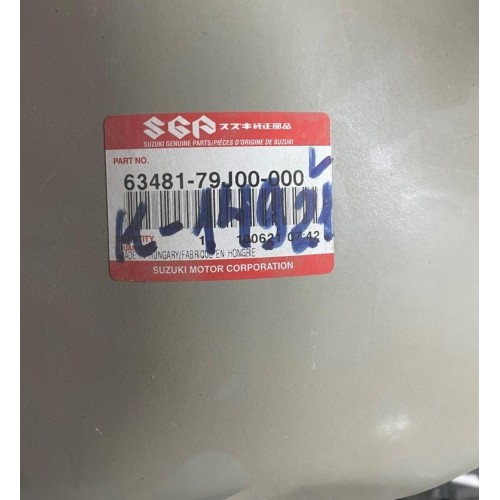 SGP スズキ純正部品
SUZUKI GENUINE PARTS/PIÈCES D'ORIGINE DE SUZUKI
PART NO.
63481-79J00-000
L
K-14921
SUZUKI MOTOR CORPORATION